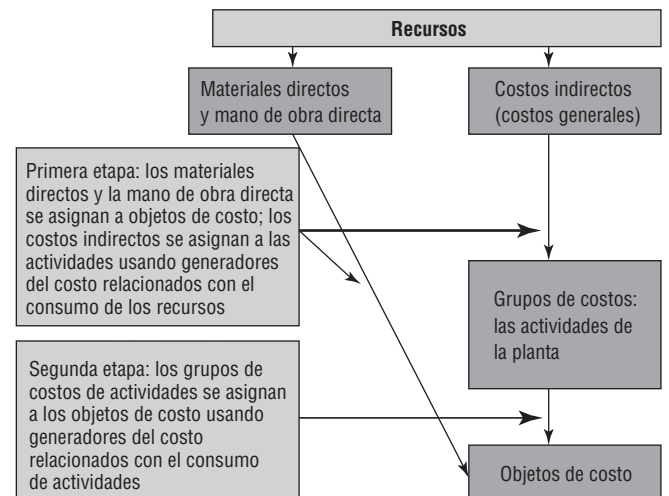 Recursos
Materiales directos
y mano de obra directa
Costos indirectos
(costos generales)
Primera etapa: los materiales
directos y la mano de obra directa
se asignan a objetos de costo; los
costos indirectos se asignan a las
actividades usando generadores
del costo relacionados con el
consumo de los recursos
Grupos de costos:
las actividades de
la planta
Segunda etapa: los grupos de
costos de actividades se asignan
a los objetos de costo usando
generadores del costo
relacionados con el consumo
de actividades
Objetos de costo